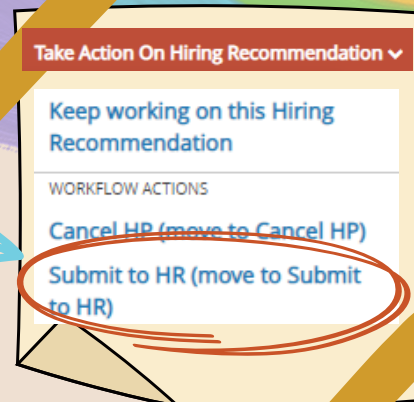 Take Action On Hiring Recommendation
Keep working on this Hiring
Recommendation
WORKFLOW ACTIONS
Cancel HP (move to Cancel HP)
Submit to HR (move to Submit
to HR)